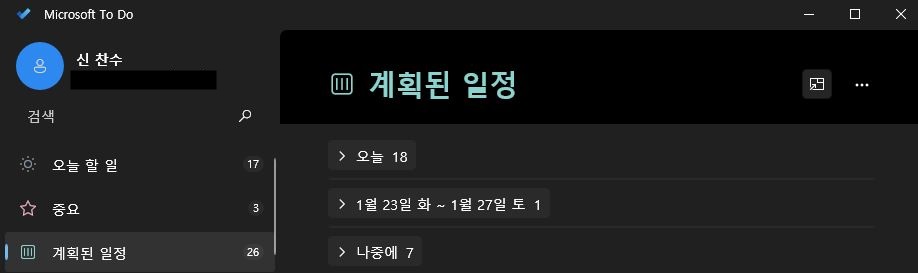 Microsoft To Do
신 찬수
검색
오늘 할 일 17
중요 3
계획된 일정 26
계획된 일정
오늘 18
1월 23일 화 ~ 1월 27일 토 1
나중에 7